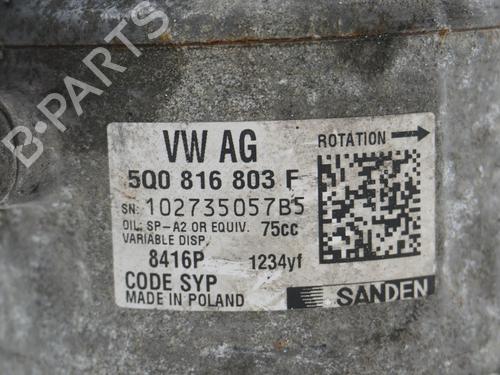 B-PARTS
VW AG
ROTATION
5Q0 816 803 F
SN: 102735057B5
OIL: SP-A2 OR EQUIV. 75cc
VARIABLE DISP.
8416P 1234yf
CODE SYP
MADE IN POLAND
SANDEN